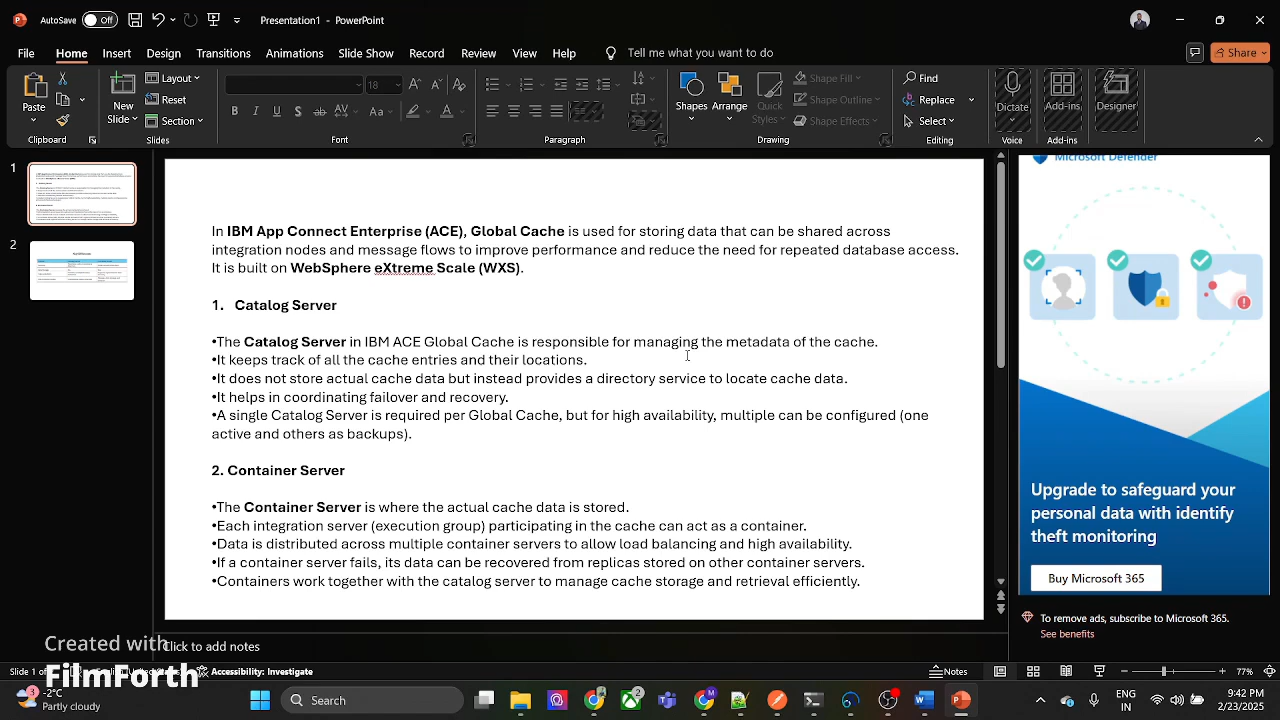 AutoSave Off Presentation1 - PowerPoint
File Home Insert Design Transitions Animations Slide Show Record Review View Help Tell me what you want to do Share
Paste
Clipboard
New Slide
Layout
Reset
Section
Slides
18
B I U S ab AV Aa A
Font
Paragraph
Shapes
Arrange
Quick Styles
Shape Fill
Shape Outline
Shape Effects
Drawing
Find
Replace
Select
Editing
Dictate
Voice
Add-ins
Add-ins
Designer
1
2
In IBM App Connect Enterprise (ACE), Global Cache is used for storing data that can be shared across
integration nodes and message flows to improve performance and reduce the need for repeated database access.
It is built on WebSphere eXtreme Scale (WXS).
1. Catalog Server
•The Catalog Server in IBM ACE Global Cache is responsible for managing the metadata of the cache.
•It keeps track of all the cache entries and their locations.
•It does not store actual cache data but instead provides a directory service to locate cache data.
•It helps in coordinating failover and recovery.
•A single Catalog Server is required per Global Cache, but for high availability, multiple can be configured (one
active and others as backups).
2. Container Server
•The Container Server is where the actual cache data is stored.
•Each integration server (execution group) participating in the cache can act as a container.
•Data is distributed across multiple container servers to allow load balancing and high availability.
•If a container server fails, its data can be recovered from replicas stored on other container servers.
•Containers work together with the catalog server to manage cache storage and retrieval efficiently.
Microsoft Defender
Upgrade to safeguard your
personal data with identify
theft monitoring
Buy Microsoft 365
To remove ads, subscribe to Microsoft 365.
See benefits
Click to add notes
Created with
FilmForth
Slide 1 of Accessibility: Investigate Notes 77%
3 -2°C
Partly cloudy
Search
2
ENG
IN
9:42 PM
2/23/2025